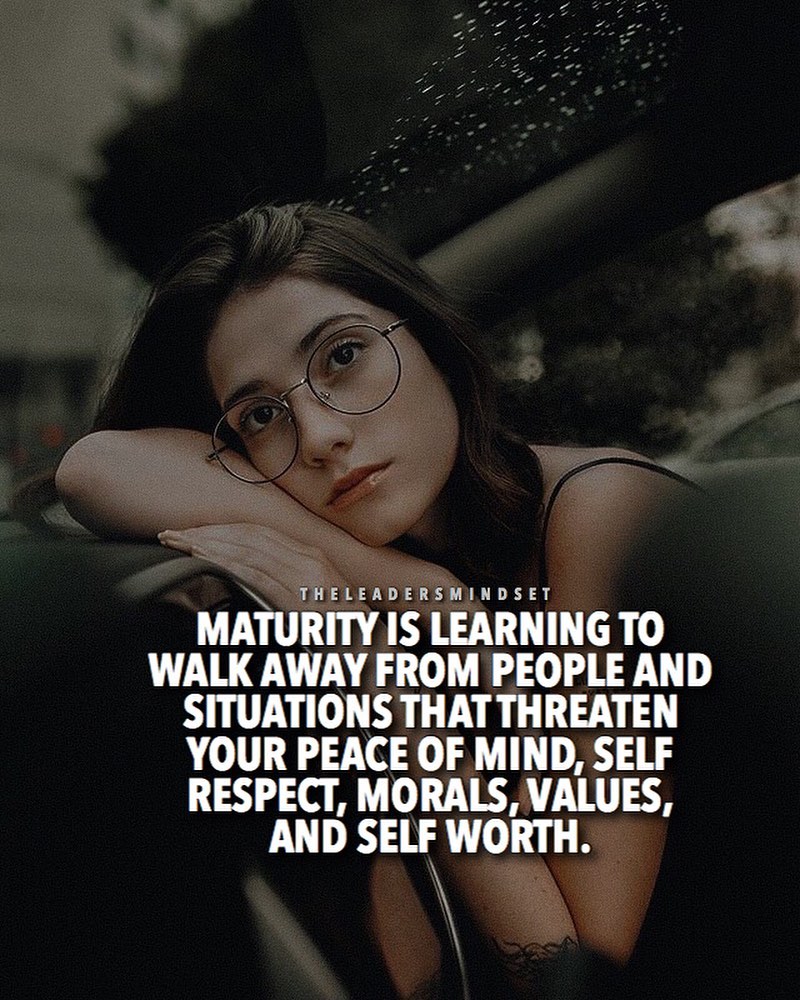 THELEADERSMINDSET
MATURITY IS LEARNING TO
WALK AWAY FROM PEOPLE AND
SITUATIONS THAT THREATEN
YOUR PEACE OF MIND, SELF
RESPECT, MORALS, VALUES,
AND SELF WORTH.